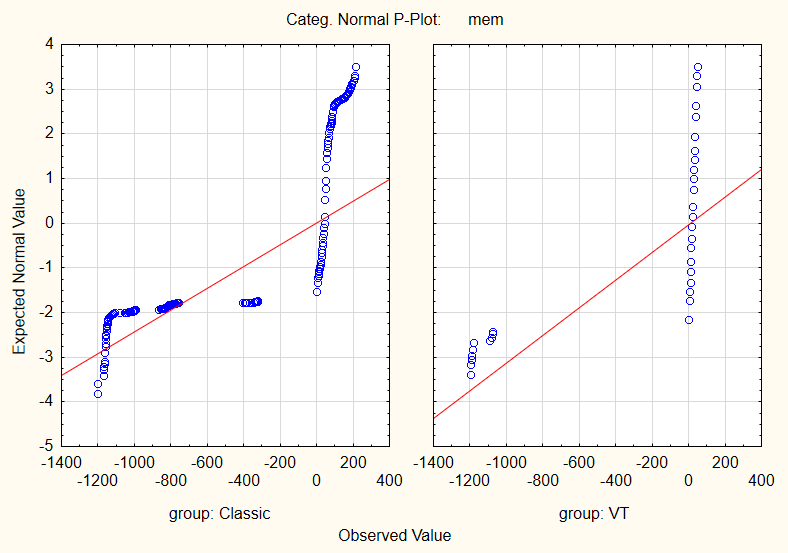 Categ. Normal P-Plot: mem
Expected Normal Value
4
3
2
1
0
-1
-2
-3
-4
-5
-1400 -1000 -600 -200 200
-1200 -800 -400 0 400
-1400 -1000 -600 -200 200
-1200 -800 -400 0 400
group: Classic
group: VT
Observed Value